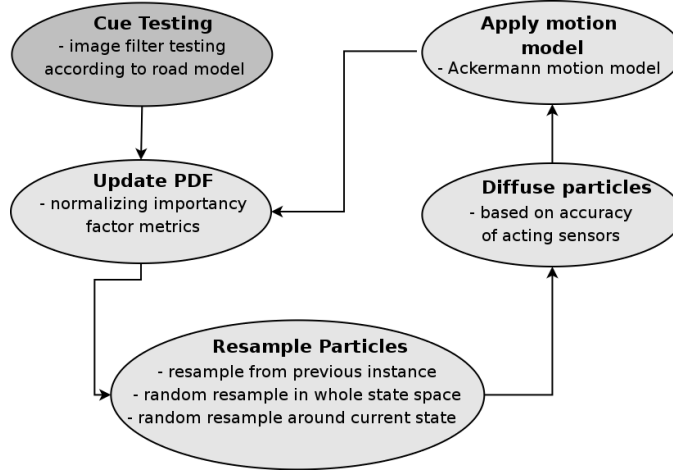 Cue Testing
- image filter testing
according to road model
Apply motion
model
- Ackermann motion model
Update PDF
- normalizing importancy
factor metrics
Diffuse particles
- based on accuracy
of acting sensors
Resample Particles
- resample from previous instance
- random resample in whole state space
- random resample around current state